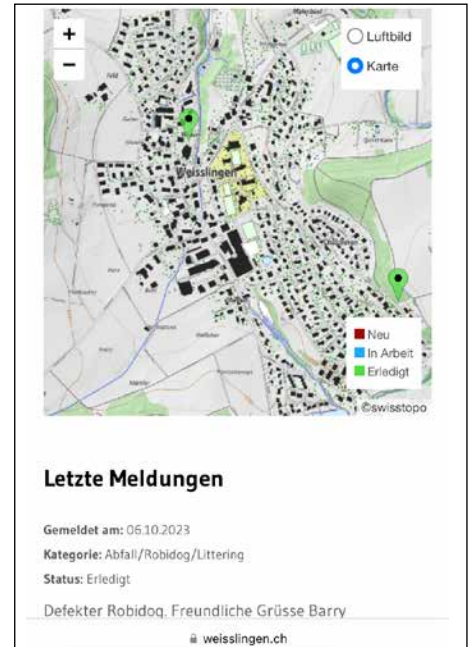 +
Luftbild
−
Karte
Weisslingen
Neu
In Arbeit
Erledigt
©swisstopo
Letzte Meldungen
Gemeldet am: 06.10.2023
Kategorie: Abfall/Robidog/Littering
Status: Erledigt
Defekter Robidog. Freundliche Grüsse Barry
weisslingen.ch